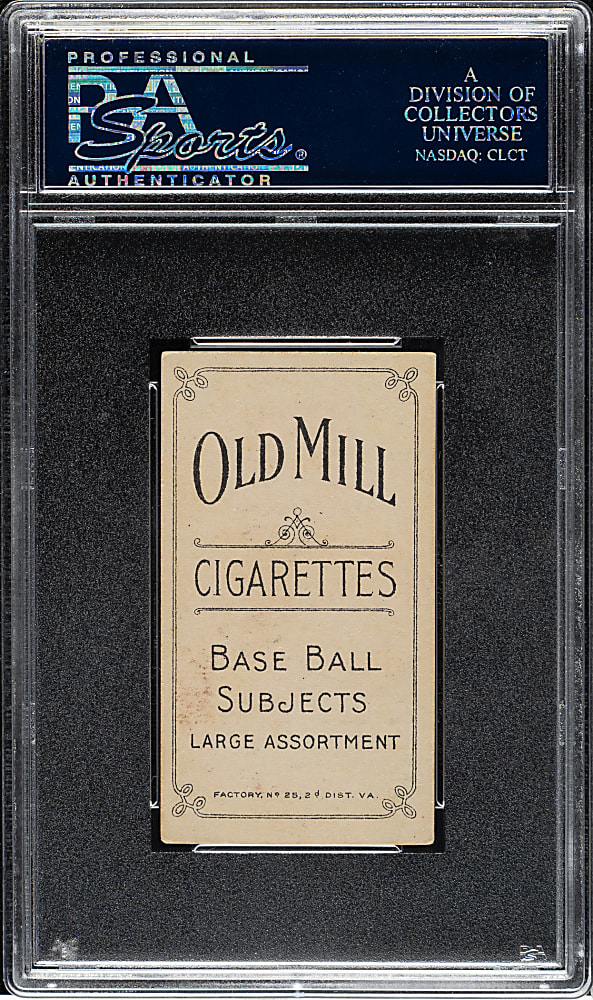 PROFESSIONAL
PSA
Sports®
AUTHENTICATOR
A
DIVISION OF
COLLECTORS
UNIVERSE
NASDAQ: CLCT
OLD MILL
CIGARETTES
BASE BALL
SUBJECTS
LARGE ASSORTMENT
FACTORY, Nº 25, 2d DIST. VA.
PSA